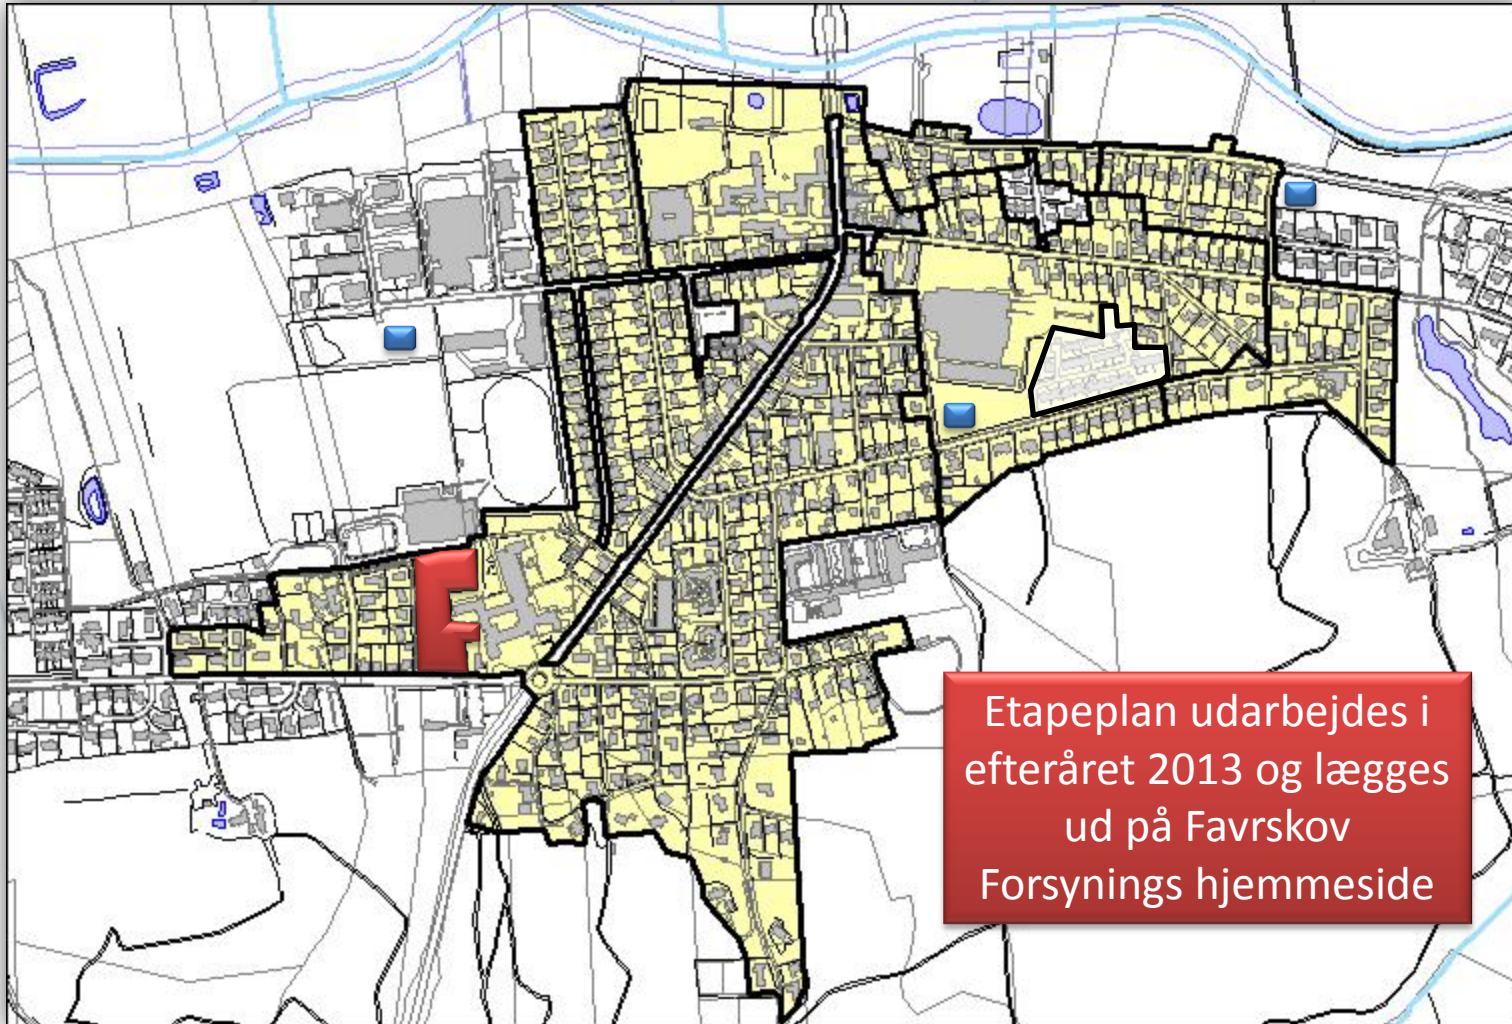 Etapeplan udarbejdes i
efteråret 2013 og lægges
ud på Favrskov
Forsynings hjemmeside